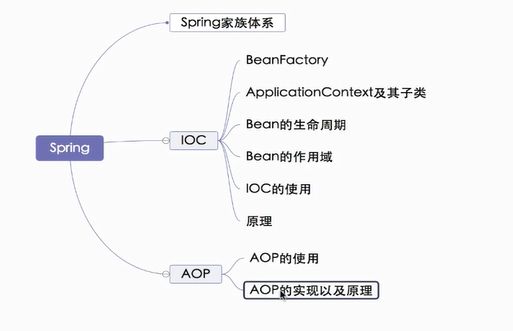 Spring家族体系
BeanFactory
ApplicationContext及其子类
Bean的生命周期
Spring
IOC
Bean的作用域
IOC的使用
原理
AOP的使用
AOP
AOP的实现以及原理